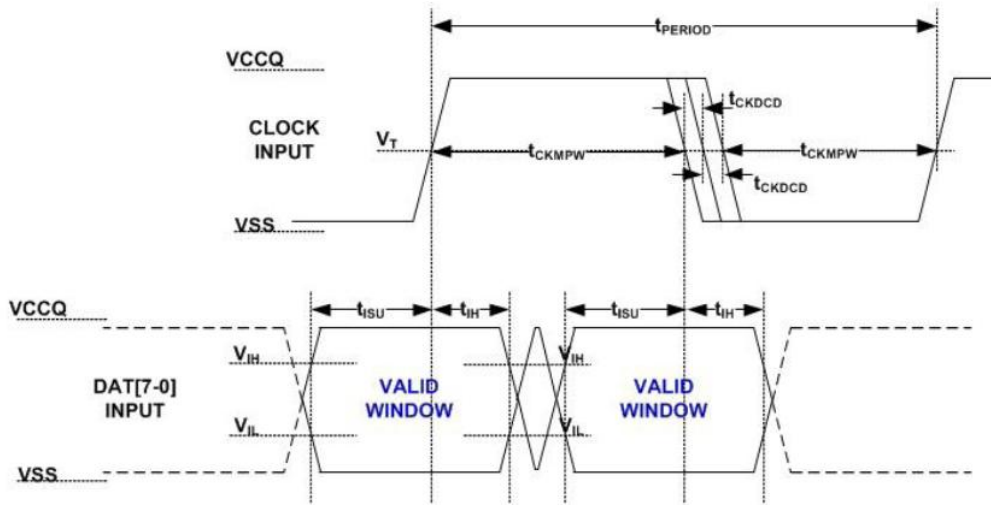 tPERIOD
VCCQ
tCKDCD
CLOCK
INPUT
VT
tCKMPW
tCKMPW
tCKDCD
VSS
VCCQ
tISU
tIH
tISU
tIH
VIH
VIH
DAT[7-0]
INPUT
VALID
WINDOW
VALID
WINDOW
VIL
VIL
VSS